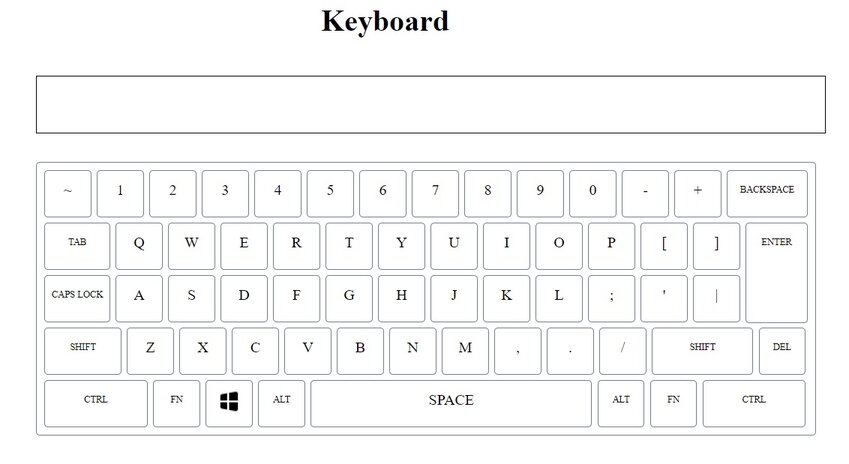 Keyboard
~ 1 2 3 4 5 6 7 8 9 0 - + BACKSPACE
TAB Q W E R T Y U I O P [ ] ENTER
CAPS LOCK A S D F G H J K L ; ' |
SHIFT Z X C V B N M , . / SHIFT DEL
CTRL FN ALT SPACE ALT FN CTRL